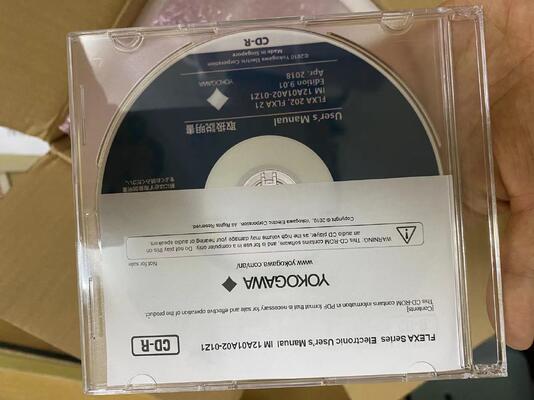 FLEXA Series Electronic User's Manual IM 12A01A02-01Z1
CD-R
[Contents]
This CD-ROM contains information in PDF format that is necessary for safe and effective operation of the product.
YOKOGAWA
www.yokogawa.com/an/
Not for sale
WARNING: This CD-ROM contains software, and is for use in a computer only. Do not play this on
an audio CD player, as the high volume may damage your hearing or audio speakers.
Copyright © 2010, Yokogawa Electric Corporation. All Rights Reserved.
User's Manual
取扱説明書
FLXA 202, FLXA 21
IM 12A01A02-01Z1
YOKOGAWA
Edition 9.01
Apr. 2018
CD-R
©2010 Yokogawa Electric Corporation
Made in Singapore